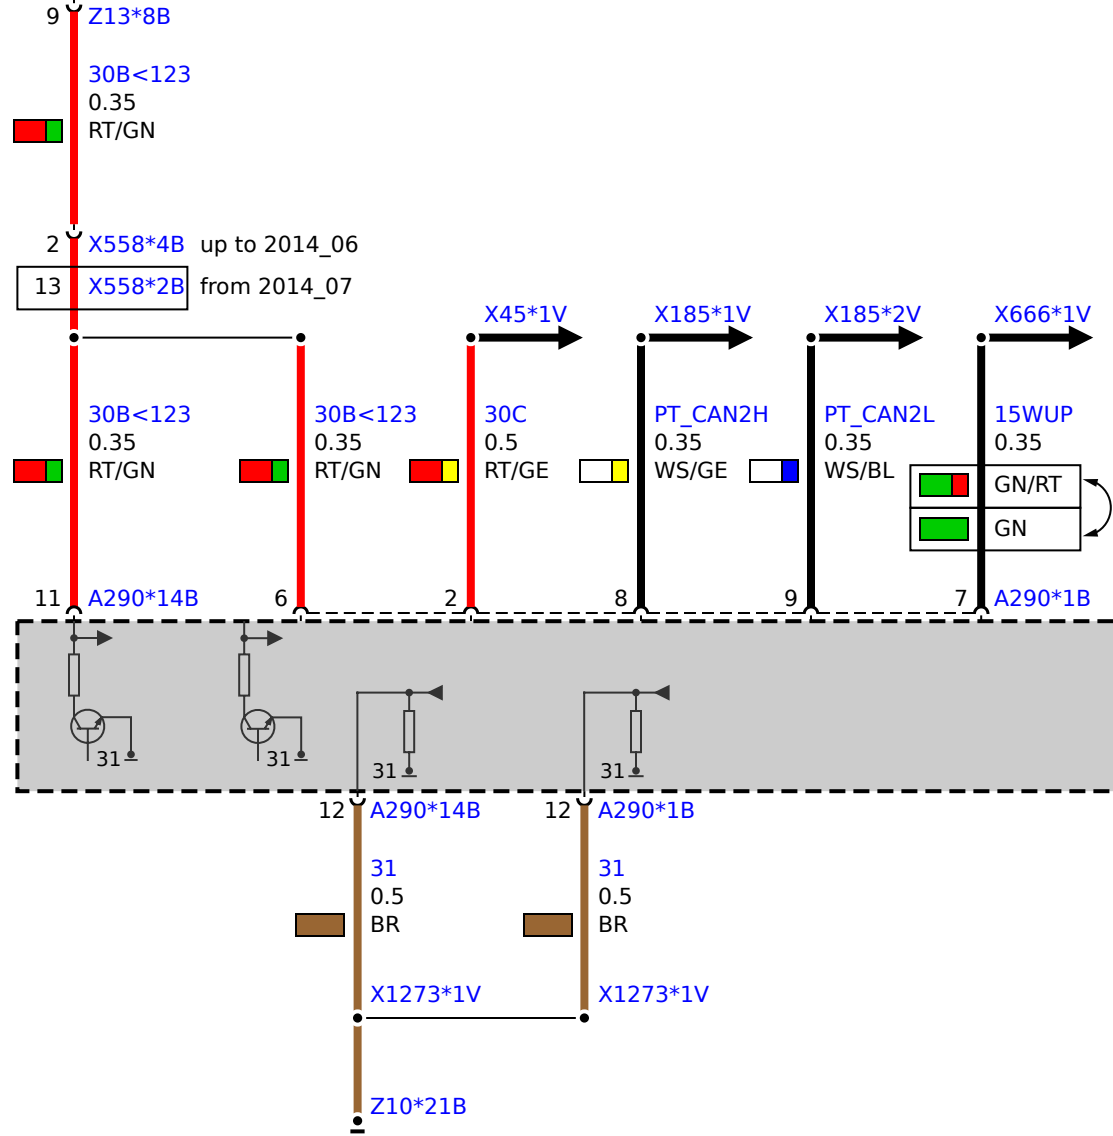 9 Z13*8B
30B<123
0.35
RT/GN
2 X558*4B up to 2014_06
13 X558*2B from 2014_07
X45*1V X185*1V X185*2V X666*1V
30B<123 30B<123 30C PT_CAN2H PT_CAN2L 15WUP
0.35 0.35 0.5 0.35 0.35 0.35
RT/GN RT/GN RT/GE WS/GE WS/BL GN/RT
GN
11 A290*14B 6 2 8 9 7 A290*1B
31 31 31 31
12 A290*14B 12 A290*1B
31 31
0.5 0.5
BR BR
X1273*1V X1273*1V
Z10*21B